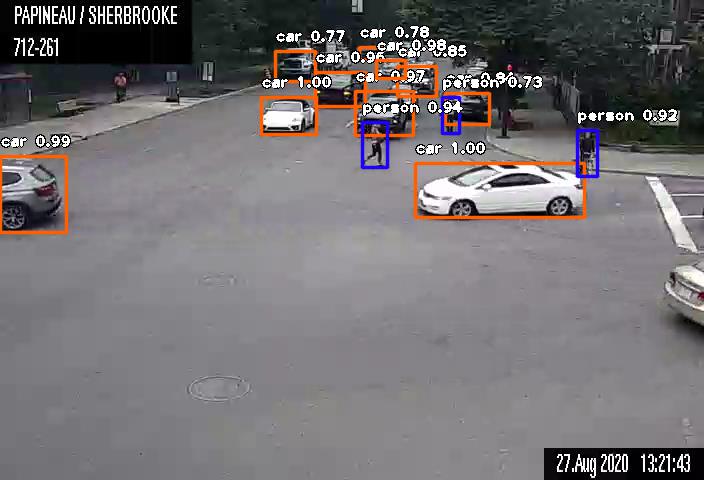 PAPINEAU / SHERBROOKE
712-261
car 0.77
car 0.78
car 0.98
car 0.96
0.85
car 1.00
0.97
person 0.73
person 0.94
person 0.92
car 0.99
car 1.00
27.Aug 2020 13:21:43